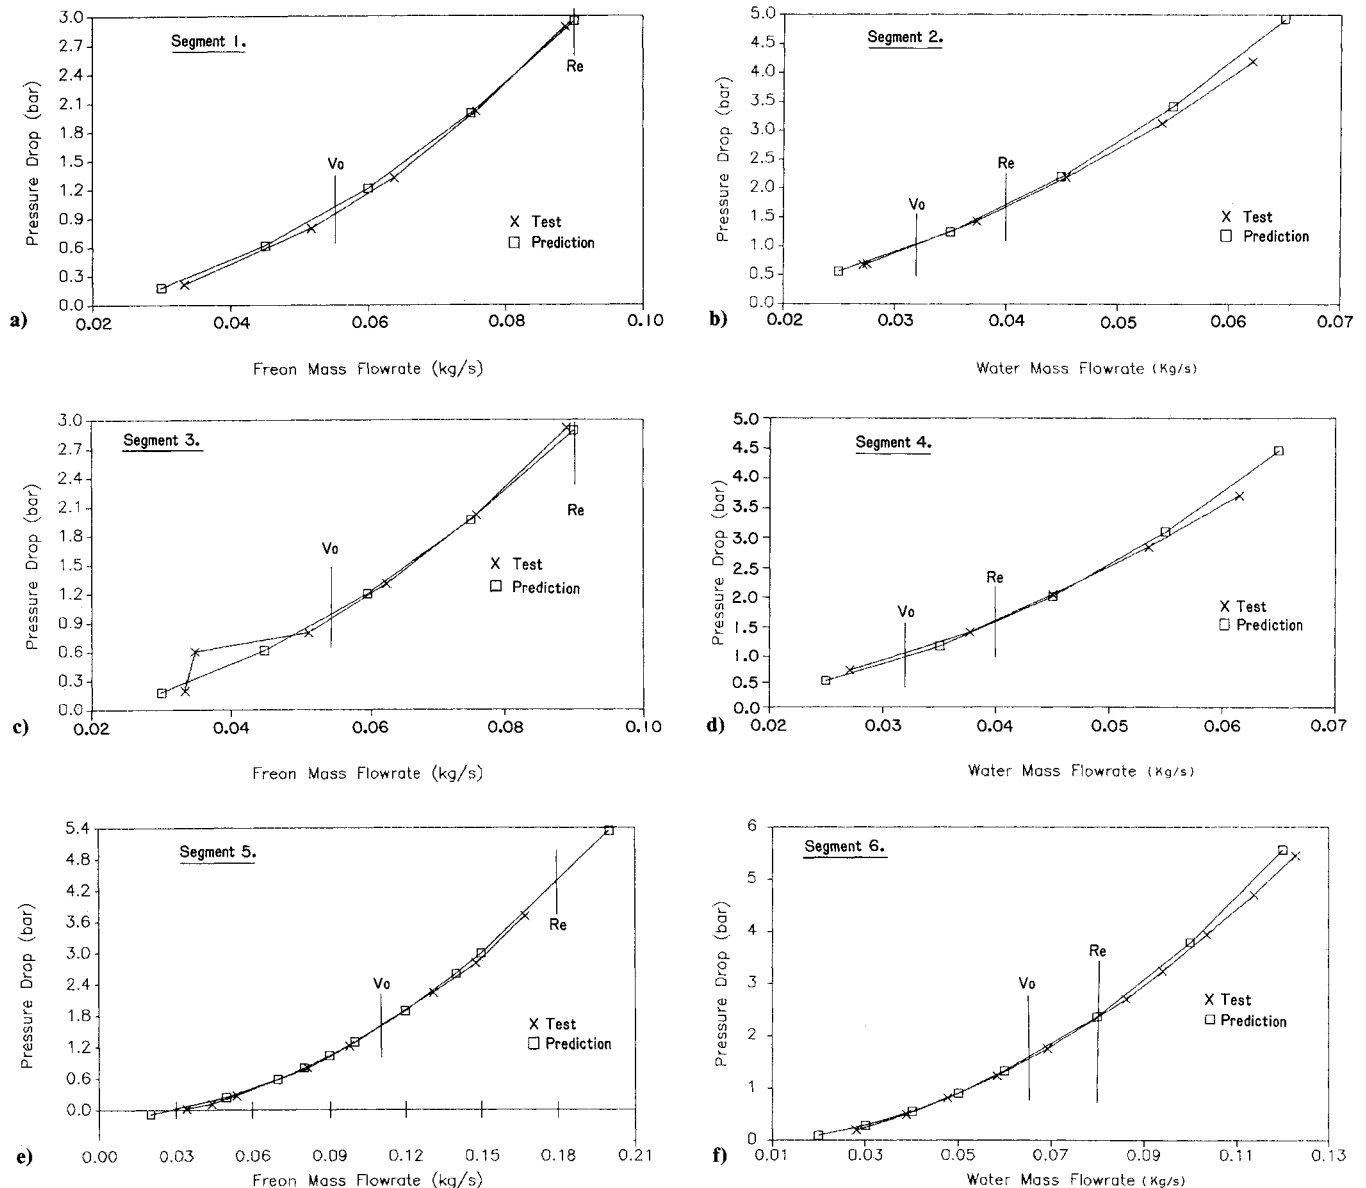 Segment 1.
3.0
2.7
2.4
2.1
1.8
1.5
1.2
0.9
0.6
0.3
0.0
Pressure Drop (bar)
Vo
Re
× Test
□ Prediction
0.02
0.04
0.06
0.08
0.10
a)
Freon Mass Flowrate (kg/s)
Segment 2.
5.0
4.5
4.0
3.5
3.0
2.5
2.0
1.5
1.0
0.5
0.0
Pressure Drop (bar)
Vo
Re
× Test
□ Prediction
0.02
0.03
0.04
0.05
0.06
0.07
b)
Water Mass Flowrate (Kg/s)
Segment 3.
3.0
2.7
2.4
2.1
1.8
1.5
1.2
0.9
0.6
0.3
0.0
Pressure Drop (bar)
Vo
Re
× Test
□ Prediction
0.02
0.04
0.06
0.08
0.10
c)
Freon Mass Flowrate (kg/s)
Segment 4.
5.0
4.5
4.0
3.5
3.0
2.5
2.0
1.5
1.0
0.5
0.0
Pressure Drop (bar)
Vo
Re
× Test
□ Prediction
0.02
0.03
0.04
0.05
0.06
0.07
d)
Water Mass Flowrate (Kg/s)
Segment 5.
5.4
4.8
4.2
3.6
3.0
2.4
1.8
1.2
0.6
0.0
Pressure Drop (bar)
Vo
Re
× Test
□ Prediction
0.00
0.03
0.06
0.09
0.12
0.15
0.18
0.21
e)
Freon Mass Flowrate (kg/s)
Segment 6.
6
5
4
3
2
1
0
Pressure Drop (bar)
Vo
Re
× Test
□ Prediction
0.01
0.03
0.05
0.07
0.09
0.11
0.13
f)
Water Mass Flowrate (Kg/s)